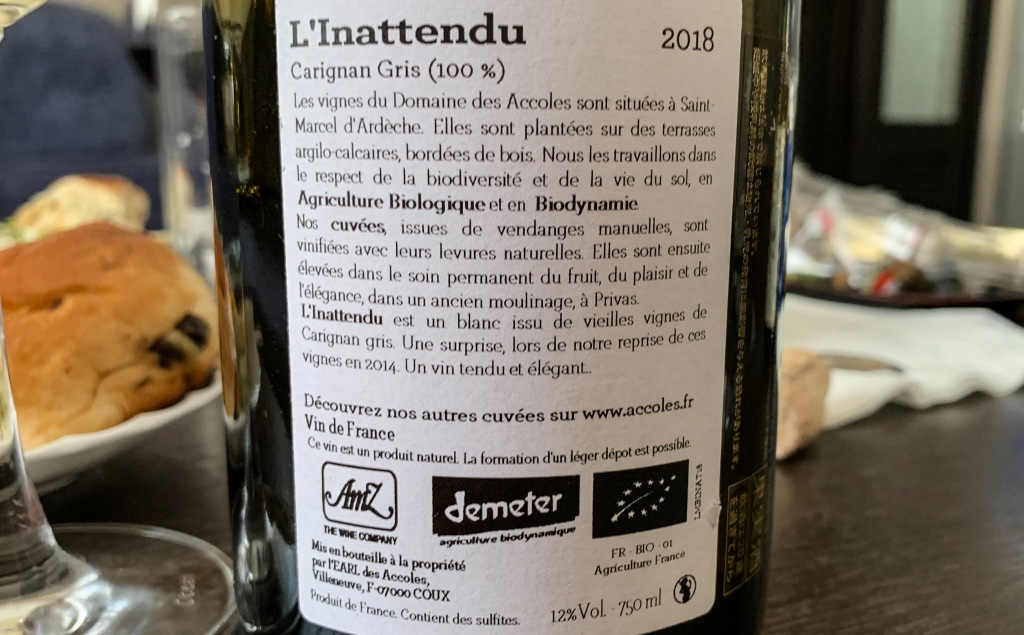 L'Inattendu 2018
Carignan Gris (100 %)
Les vignes du Domaine des Accoles sont situées à Saint-
Marcel d'Ardèche. Elles sont plantées sur des terrasses
argilo-calcaires, bordées de bois. Nous les travaillons dans
le respect de la biodiversité et de la vie du sol, en
Agriculture Biologique et en Biodynamie
Nos cuvées, issues de vendanges manuelles, sont
vinifiées avec leurs levures naturelles. Elles sont ensuite
élevées dans le soin permanent du fruit, du plaisir et de
l'élégance, dans un ancien moulinage, à Privas.
L'Inattendu est un blanc issu de vieilles vignes de
Carignan gris. Une surprise, lors de notre reprise de ces
vignes en 2014. Un vin tendu et élégant..
Découvrez nos autres cuvées sur www.accoles.fr
Vin de France
Ce vin est un produit naturel. La formation d'un léger dépot est possible.
AmZ
THE WINE COMPANY
demeter
agriculture biodynamique
FR - BIO - 01
Agriculture France
Mis en bouteille à la propriété
par l'EARL des Accoles,
Villeneuve, F-07000 COUX
Produit de France. Contient des sulfites.
12% Vol. - 750 ml